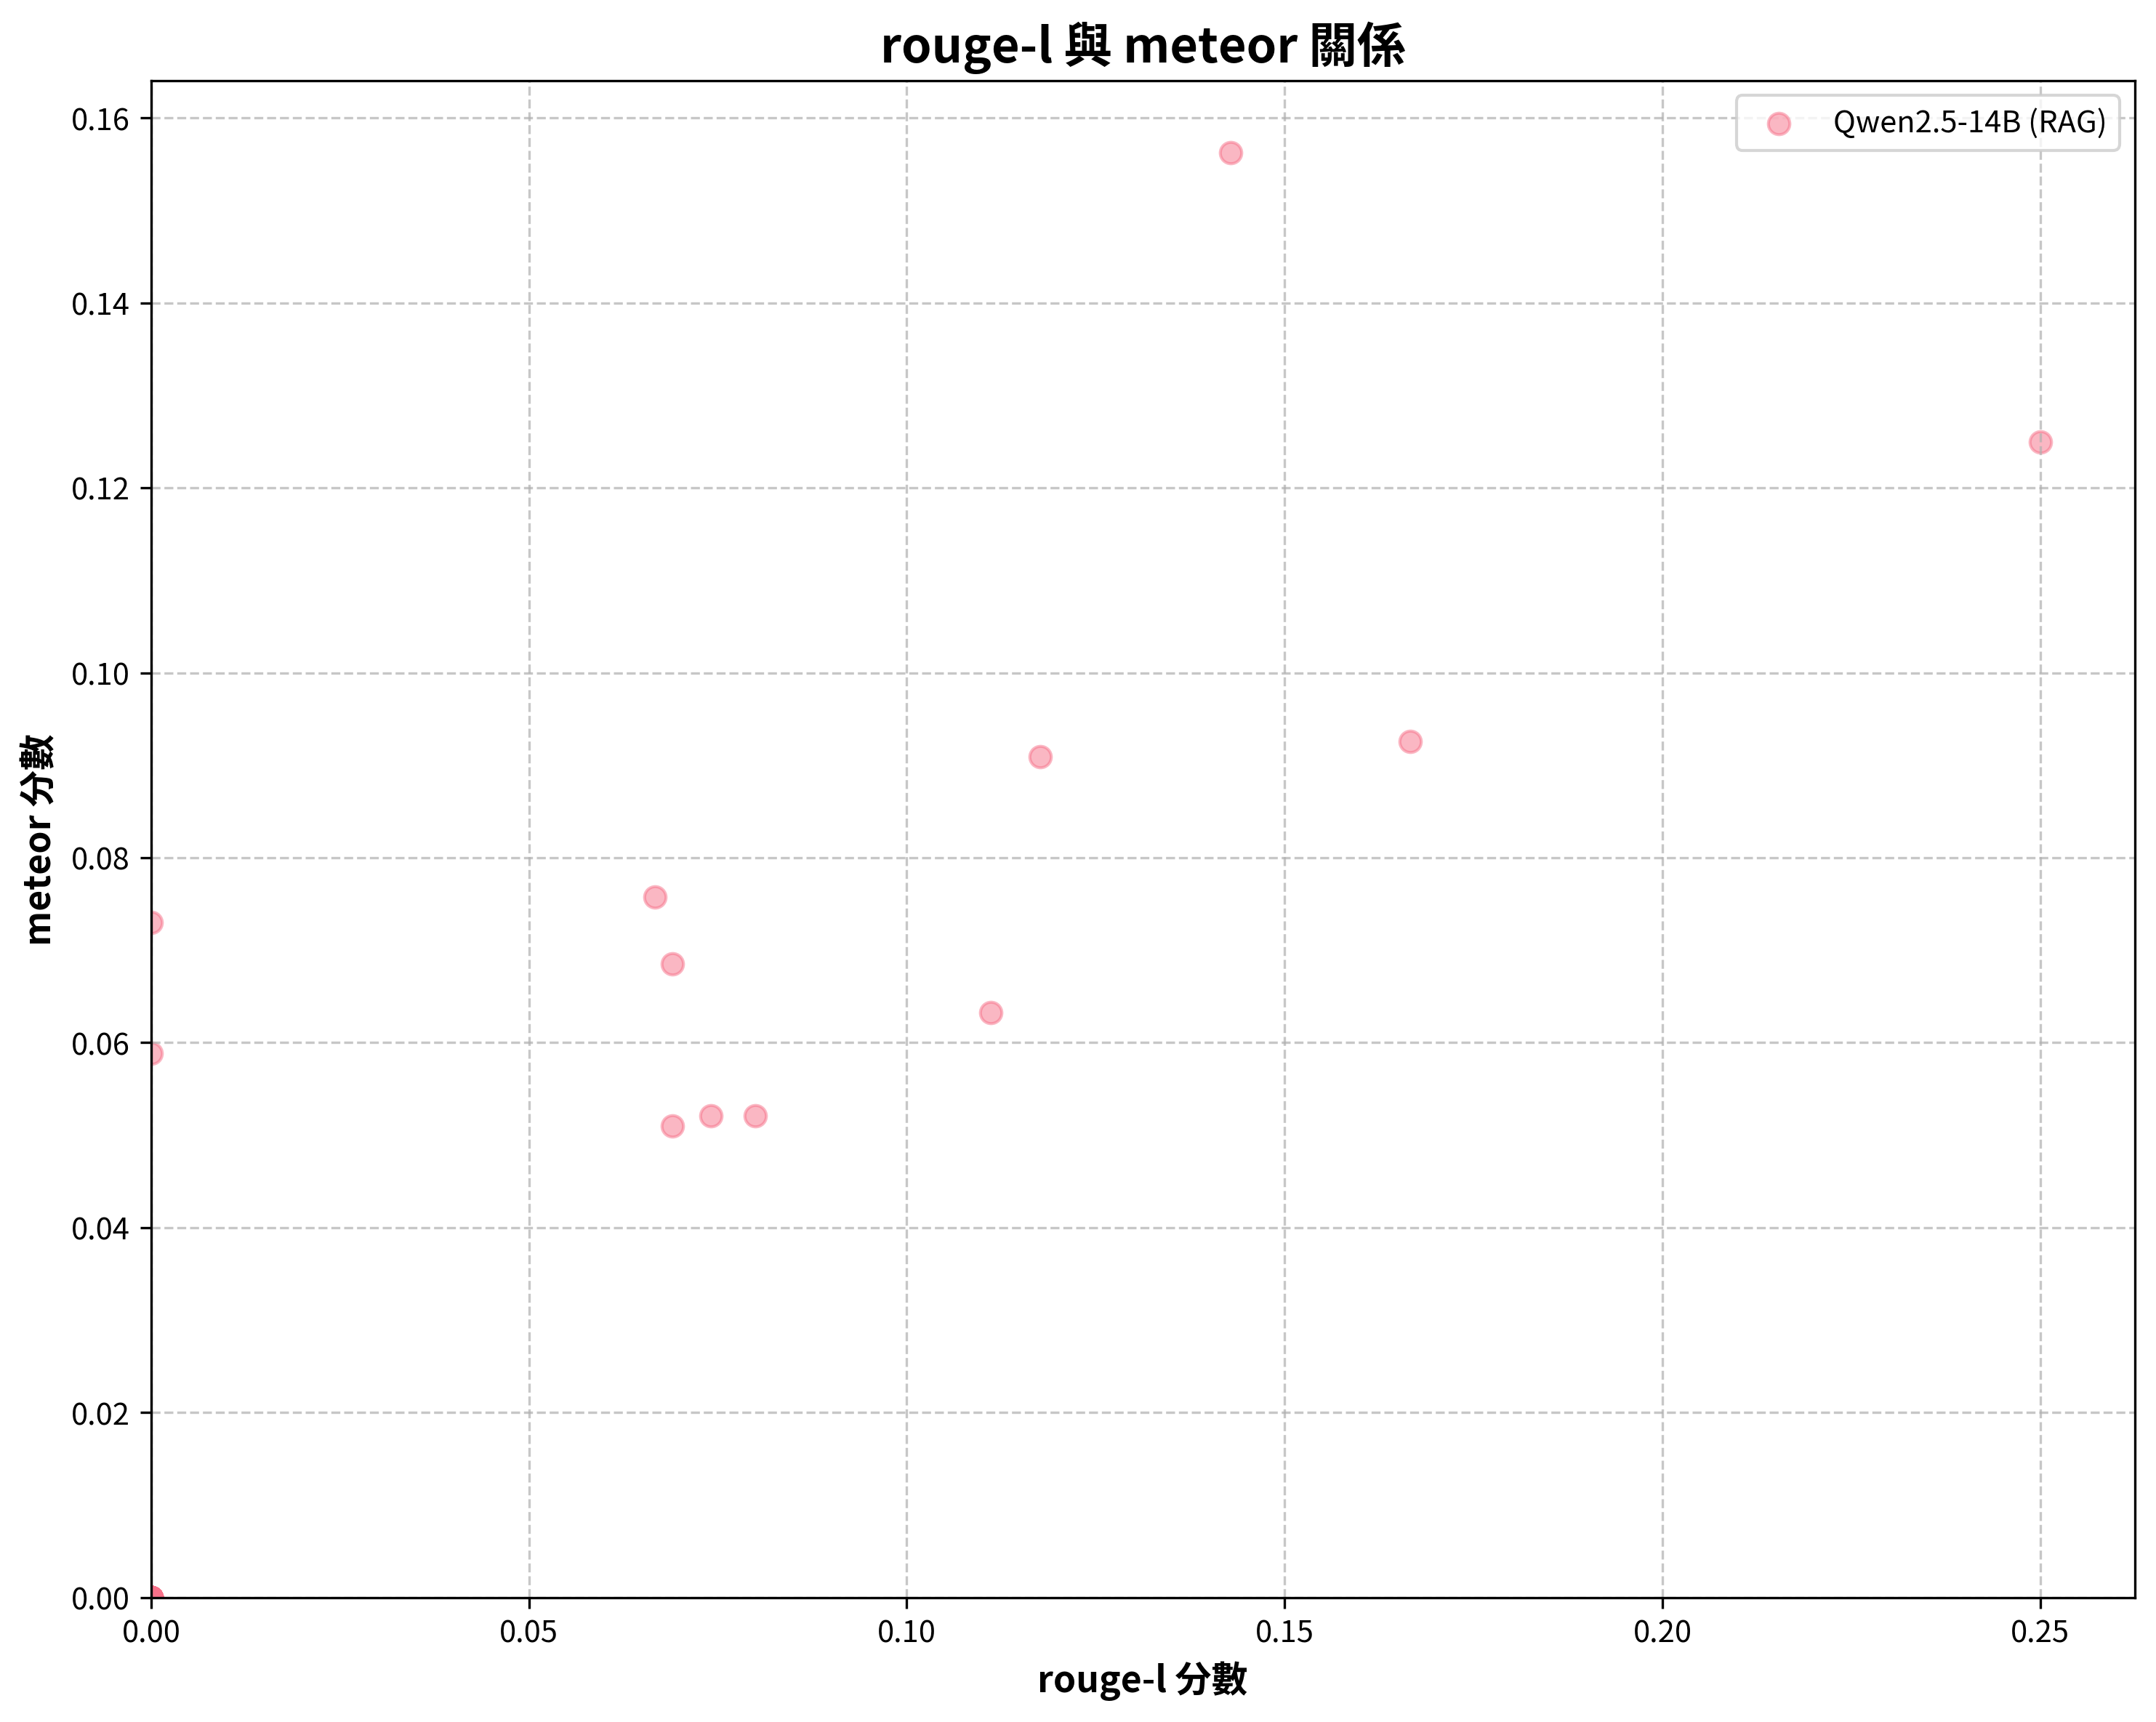 rouge-l 與 meteor 關係
Qwen2.5-14B (RAG)
meteor 分數
0.16
0.14
0.12
0.10
0.08
0.06
0.04
0.02
0.00
0.00 0.05 0.10 0.15 0.20 0.25
rouge-l 分數